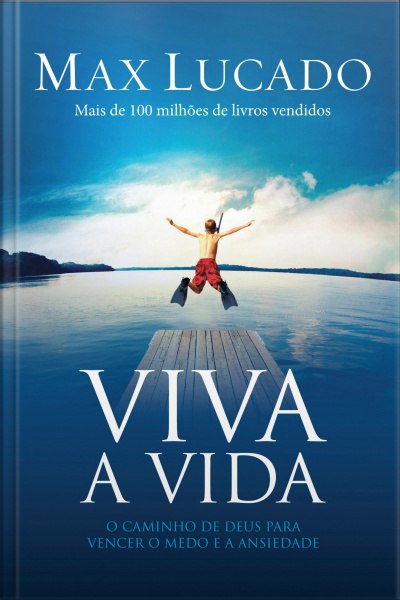 MAX LUCADO
Mais de 100 milhões de livros vendidos
VIVA
A VIDA
O CAMINHO DE DEUS PARA
VENCER O MEDO E A ANSIEDADE